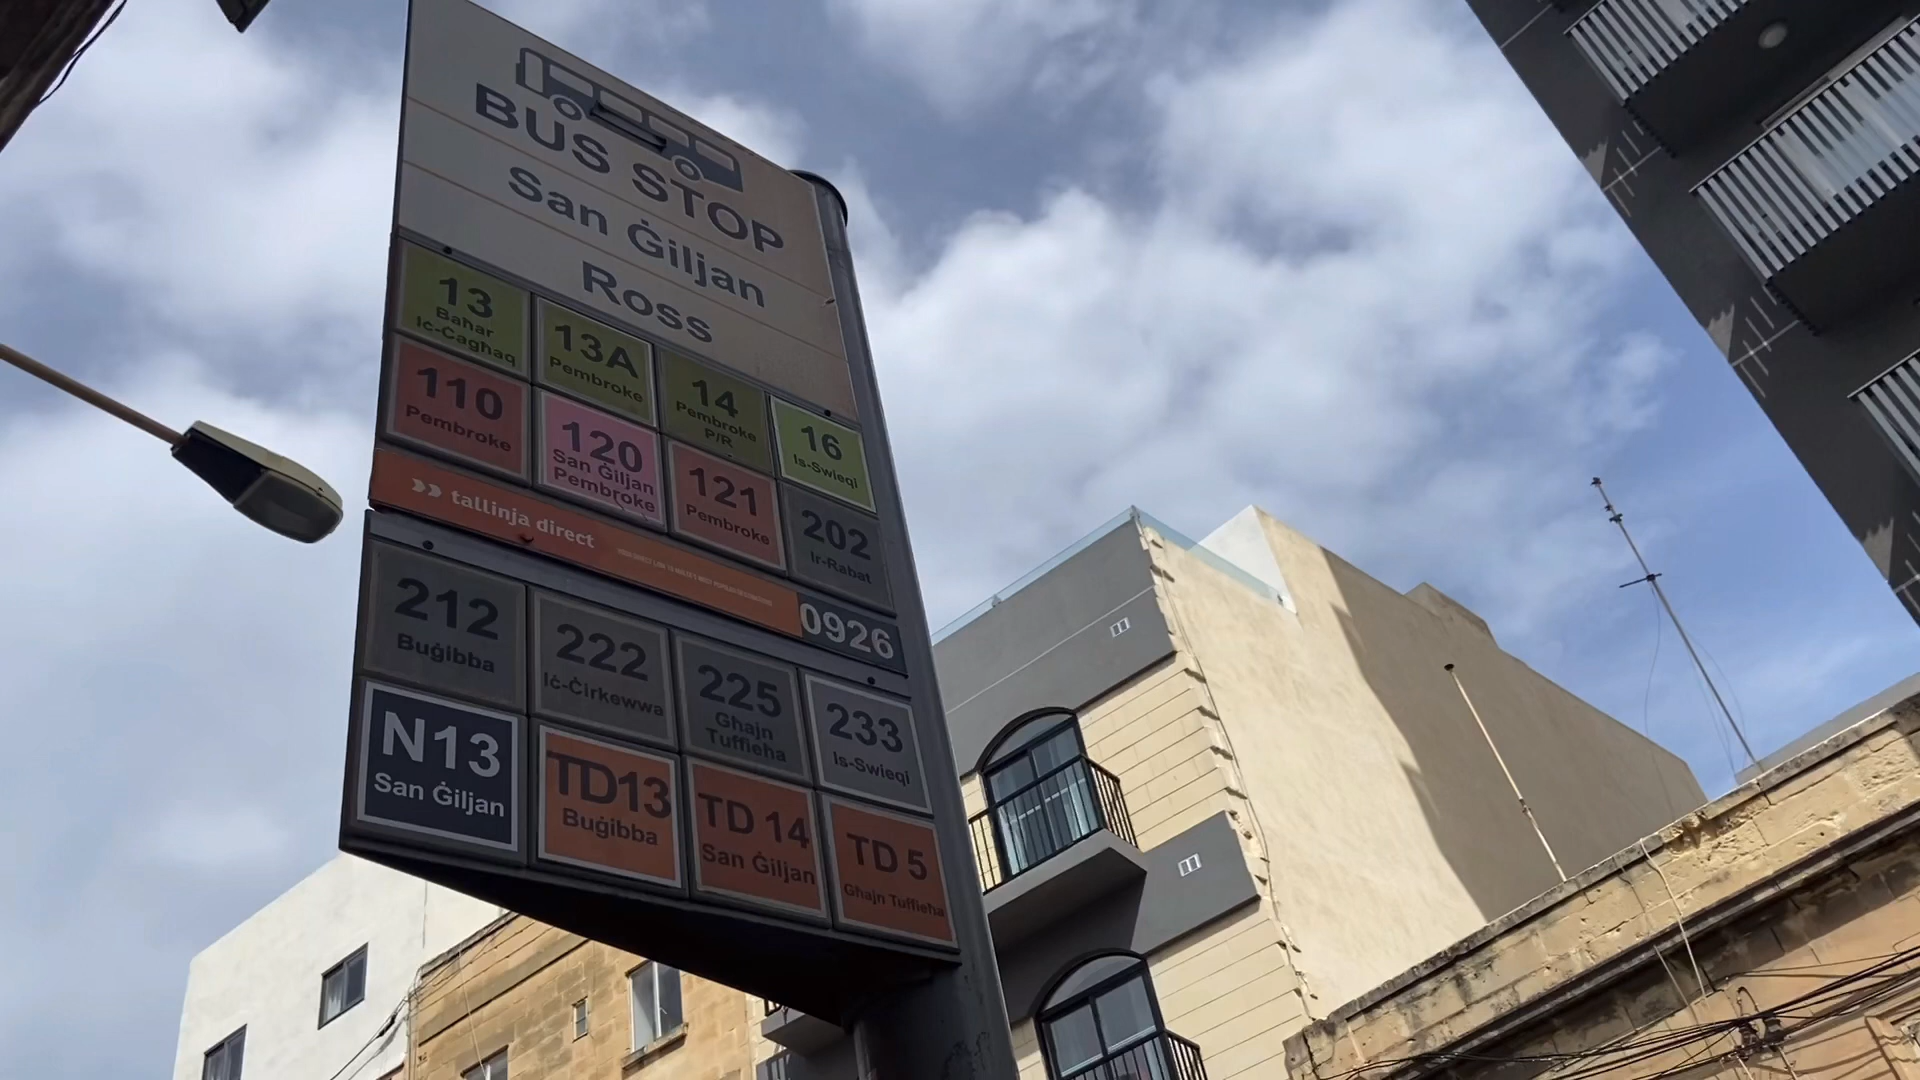 BUS STOP
San Ġiljan
Ross
13
Baħar
Iċ-Ċagħaq
13A
Pembroke
14
Pembroke
P/R
16
Is-Swieqi
110
Pembroke
120
San Ġiljan
Pembroke
121
Pembroke
202
Ir-Rabat
tallinja direct
0926
212
Buġibba
222
Iċ-Ċirkewwa
225
Għajn
Tuffieħa
233
Is-Swieqi
N13
San Ġiljan
TD13
Buġibba
TD 14
San Ġiljan
TD 5
Għajn Tuffieħa